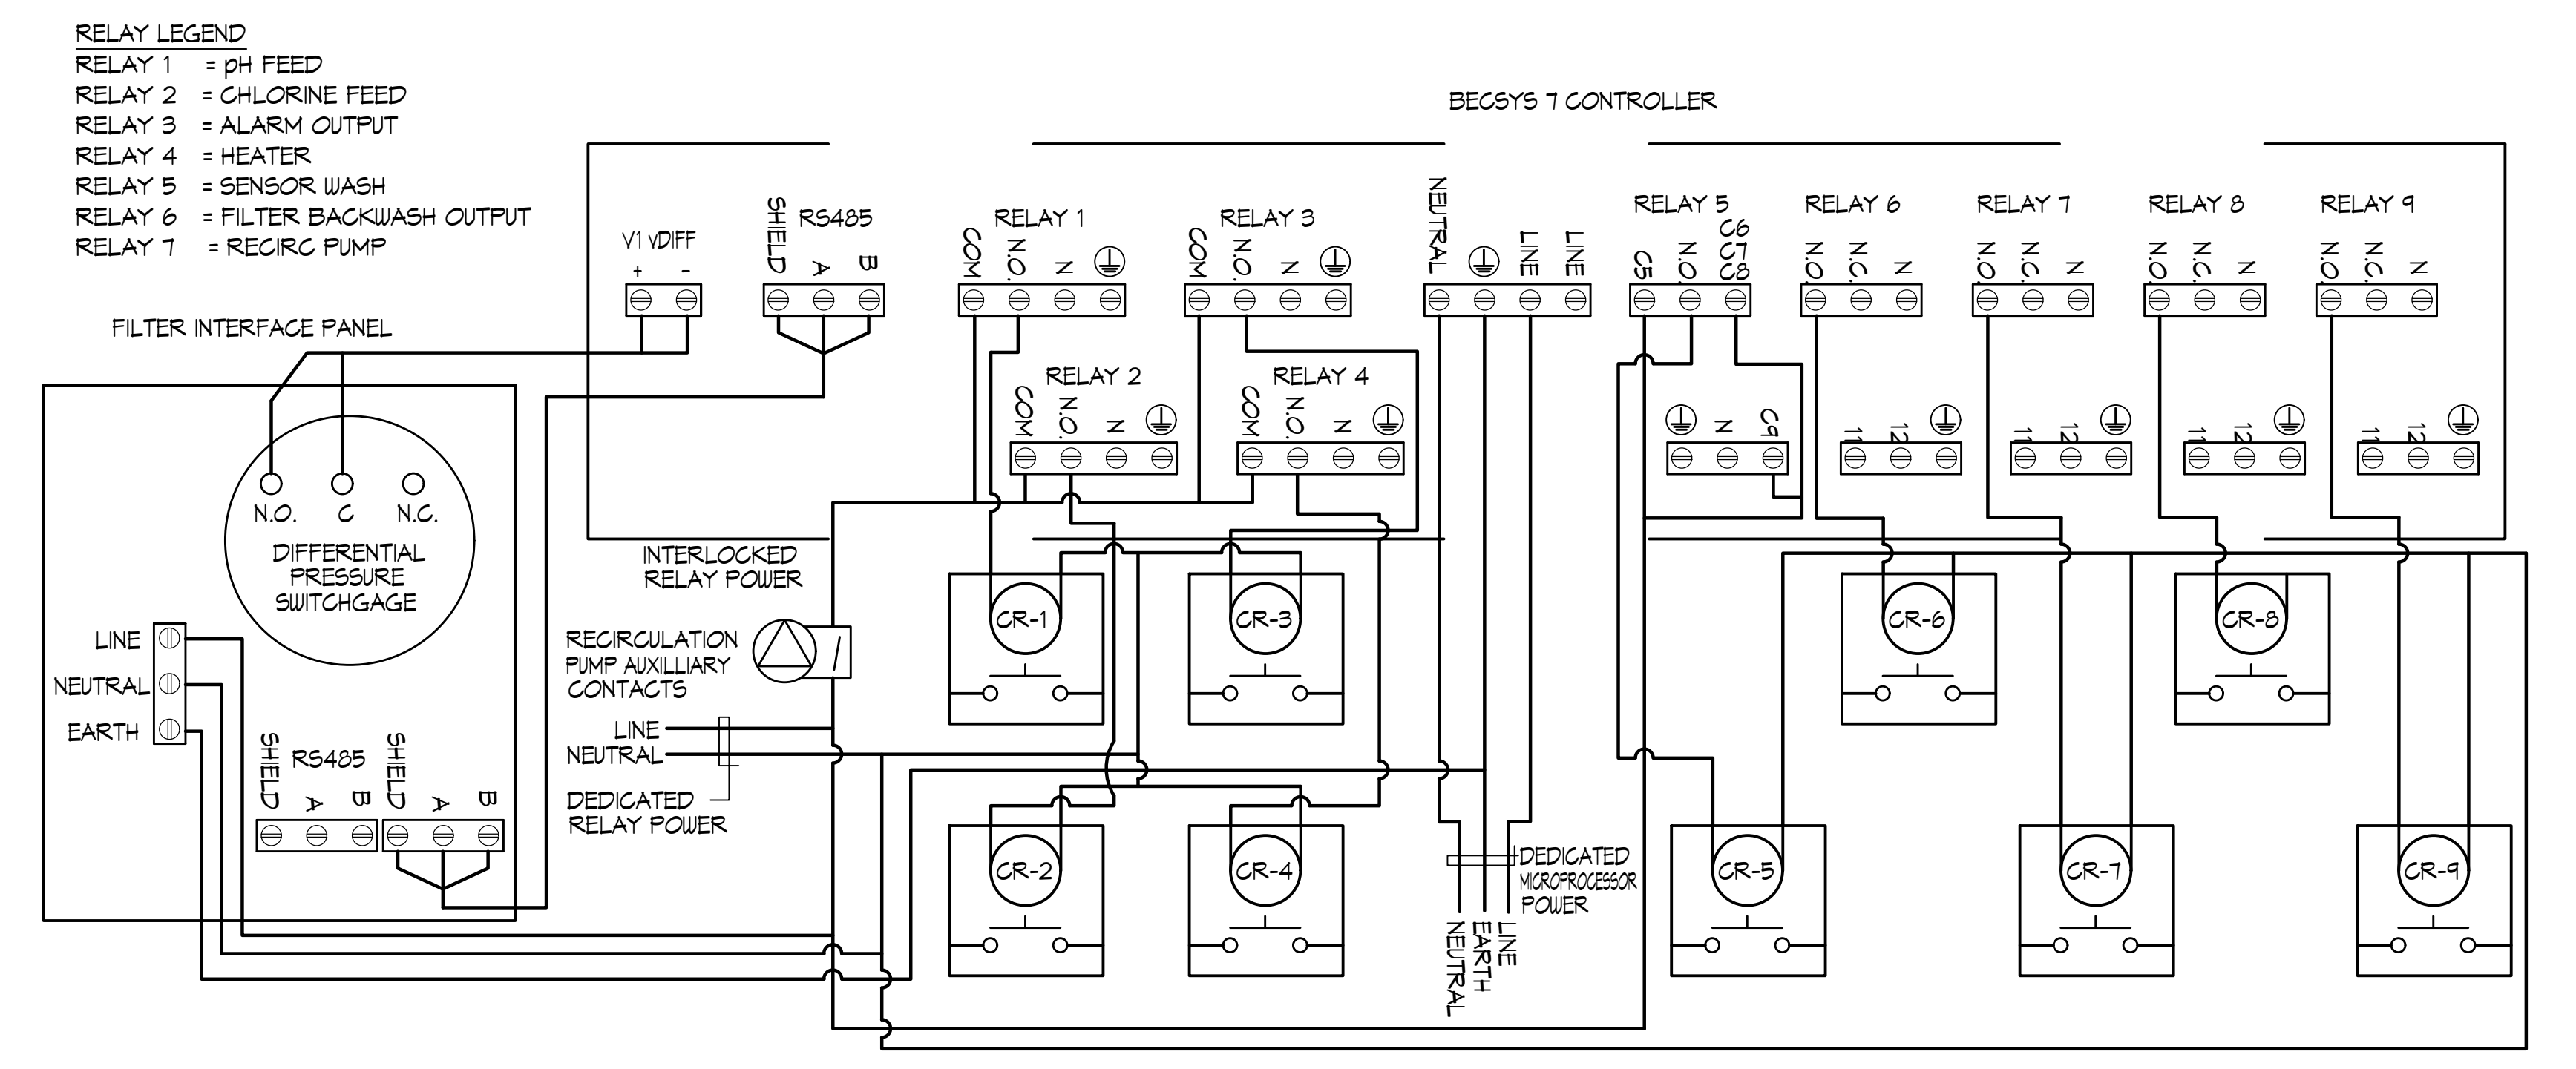 RELAY LEGEND
RELAY 1 = pH FEED
RELAY 2 = CHLORINE FEED
RELAY 3 = ALARM OUTPUT
RELAY 4 = HEATER
RELAY 5 = SENSOR WASH
RELAY 6 = FILTER BACKWASH OUTPUT
RELAY 7 = RECIRC PUMP
BECSYS 7 CONTROLLER
V1 vDIFF
+ -
SHIELD A B
RS485
RELAY 1
COM N.O. N
RELAY 3
COM N.O. N
NEUTRAL LINE LINE
RELAY 5
C5 N.O.
C6
C7
C8
RELAY 6
N.O. N.C. N
RELAY 7
N.O. N.C. N
RELAY 8
N.O. N.C. N
RELAY 9
N.O. N.C. N
RELAY 2
COM N.O. N
RELAY 4
COM N.O. N
N C9
11 12
11 12
11 12
11 12
FILTER INTERFACE PANEL
N.O. C N.C.
DIFFERENTIAL
PRESSURE
SWITCHGAGE
LINE
NEUTRAL
EARTH
SHIELD A B
RS485
SHIELD A B
INTERLOCKED
RELAY POWER
RECIRCULATION
PUMP AUXILLIARY
CONTACTS
LINE
NEUTRAL
DEDICATED
RELAY POWER
CR-1
CR-3
CR-6
CR-8
CR-2
CR-4
CR-5
CR-7
CR-9
DEDICATED
MICROPROCESSOR
POWER
NEUTRAL
EARTH
LINE